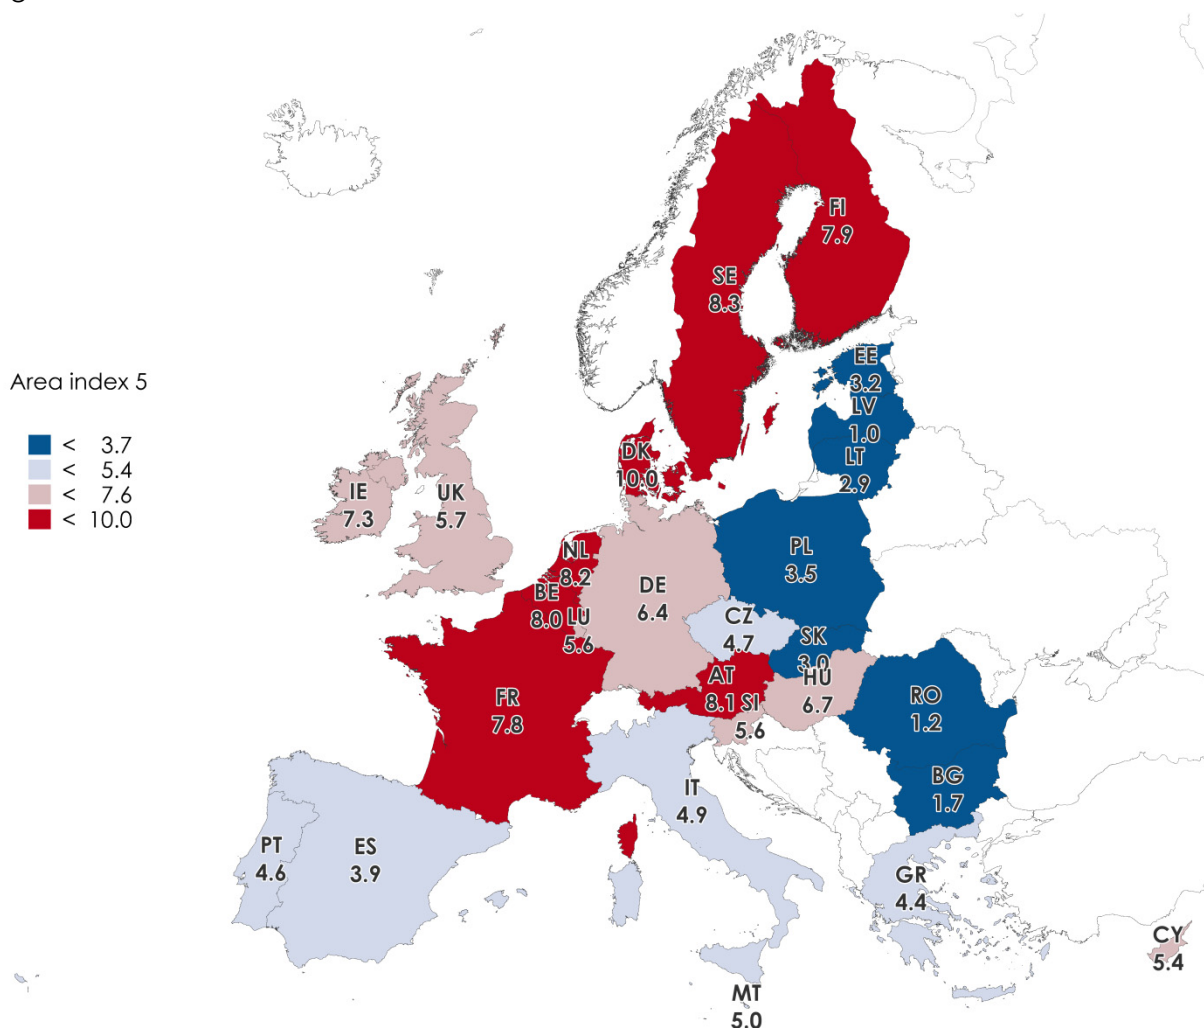 FI
7.9
SE
8.3
EE
3.2
Area index 5
LV
1.0
< 3.7
< 5.4
< 7.6
< 10.0
DK
10.0
LT
2.9
IE
7.3
UK
5.7
NL
8.2
PL
3.5
BE
8.0
DE
6.4
LU
5.6
CZ
4.7
SK
3.0
AT
8.1
HU
6.7
SI
5.6
FR
7.8
RO
1.2
BG
1.7
IT
4.9
PT
4.6
ES
3.9
GR
4.4
CY
5.4
MT
5.0